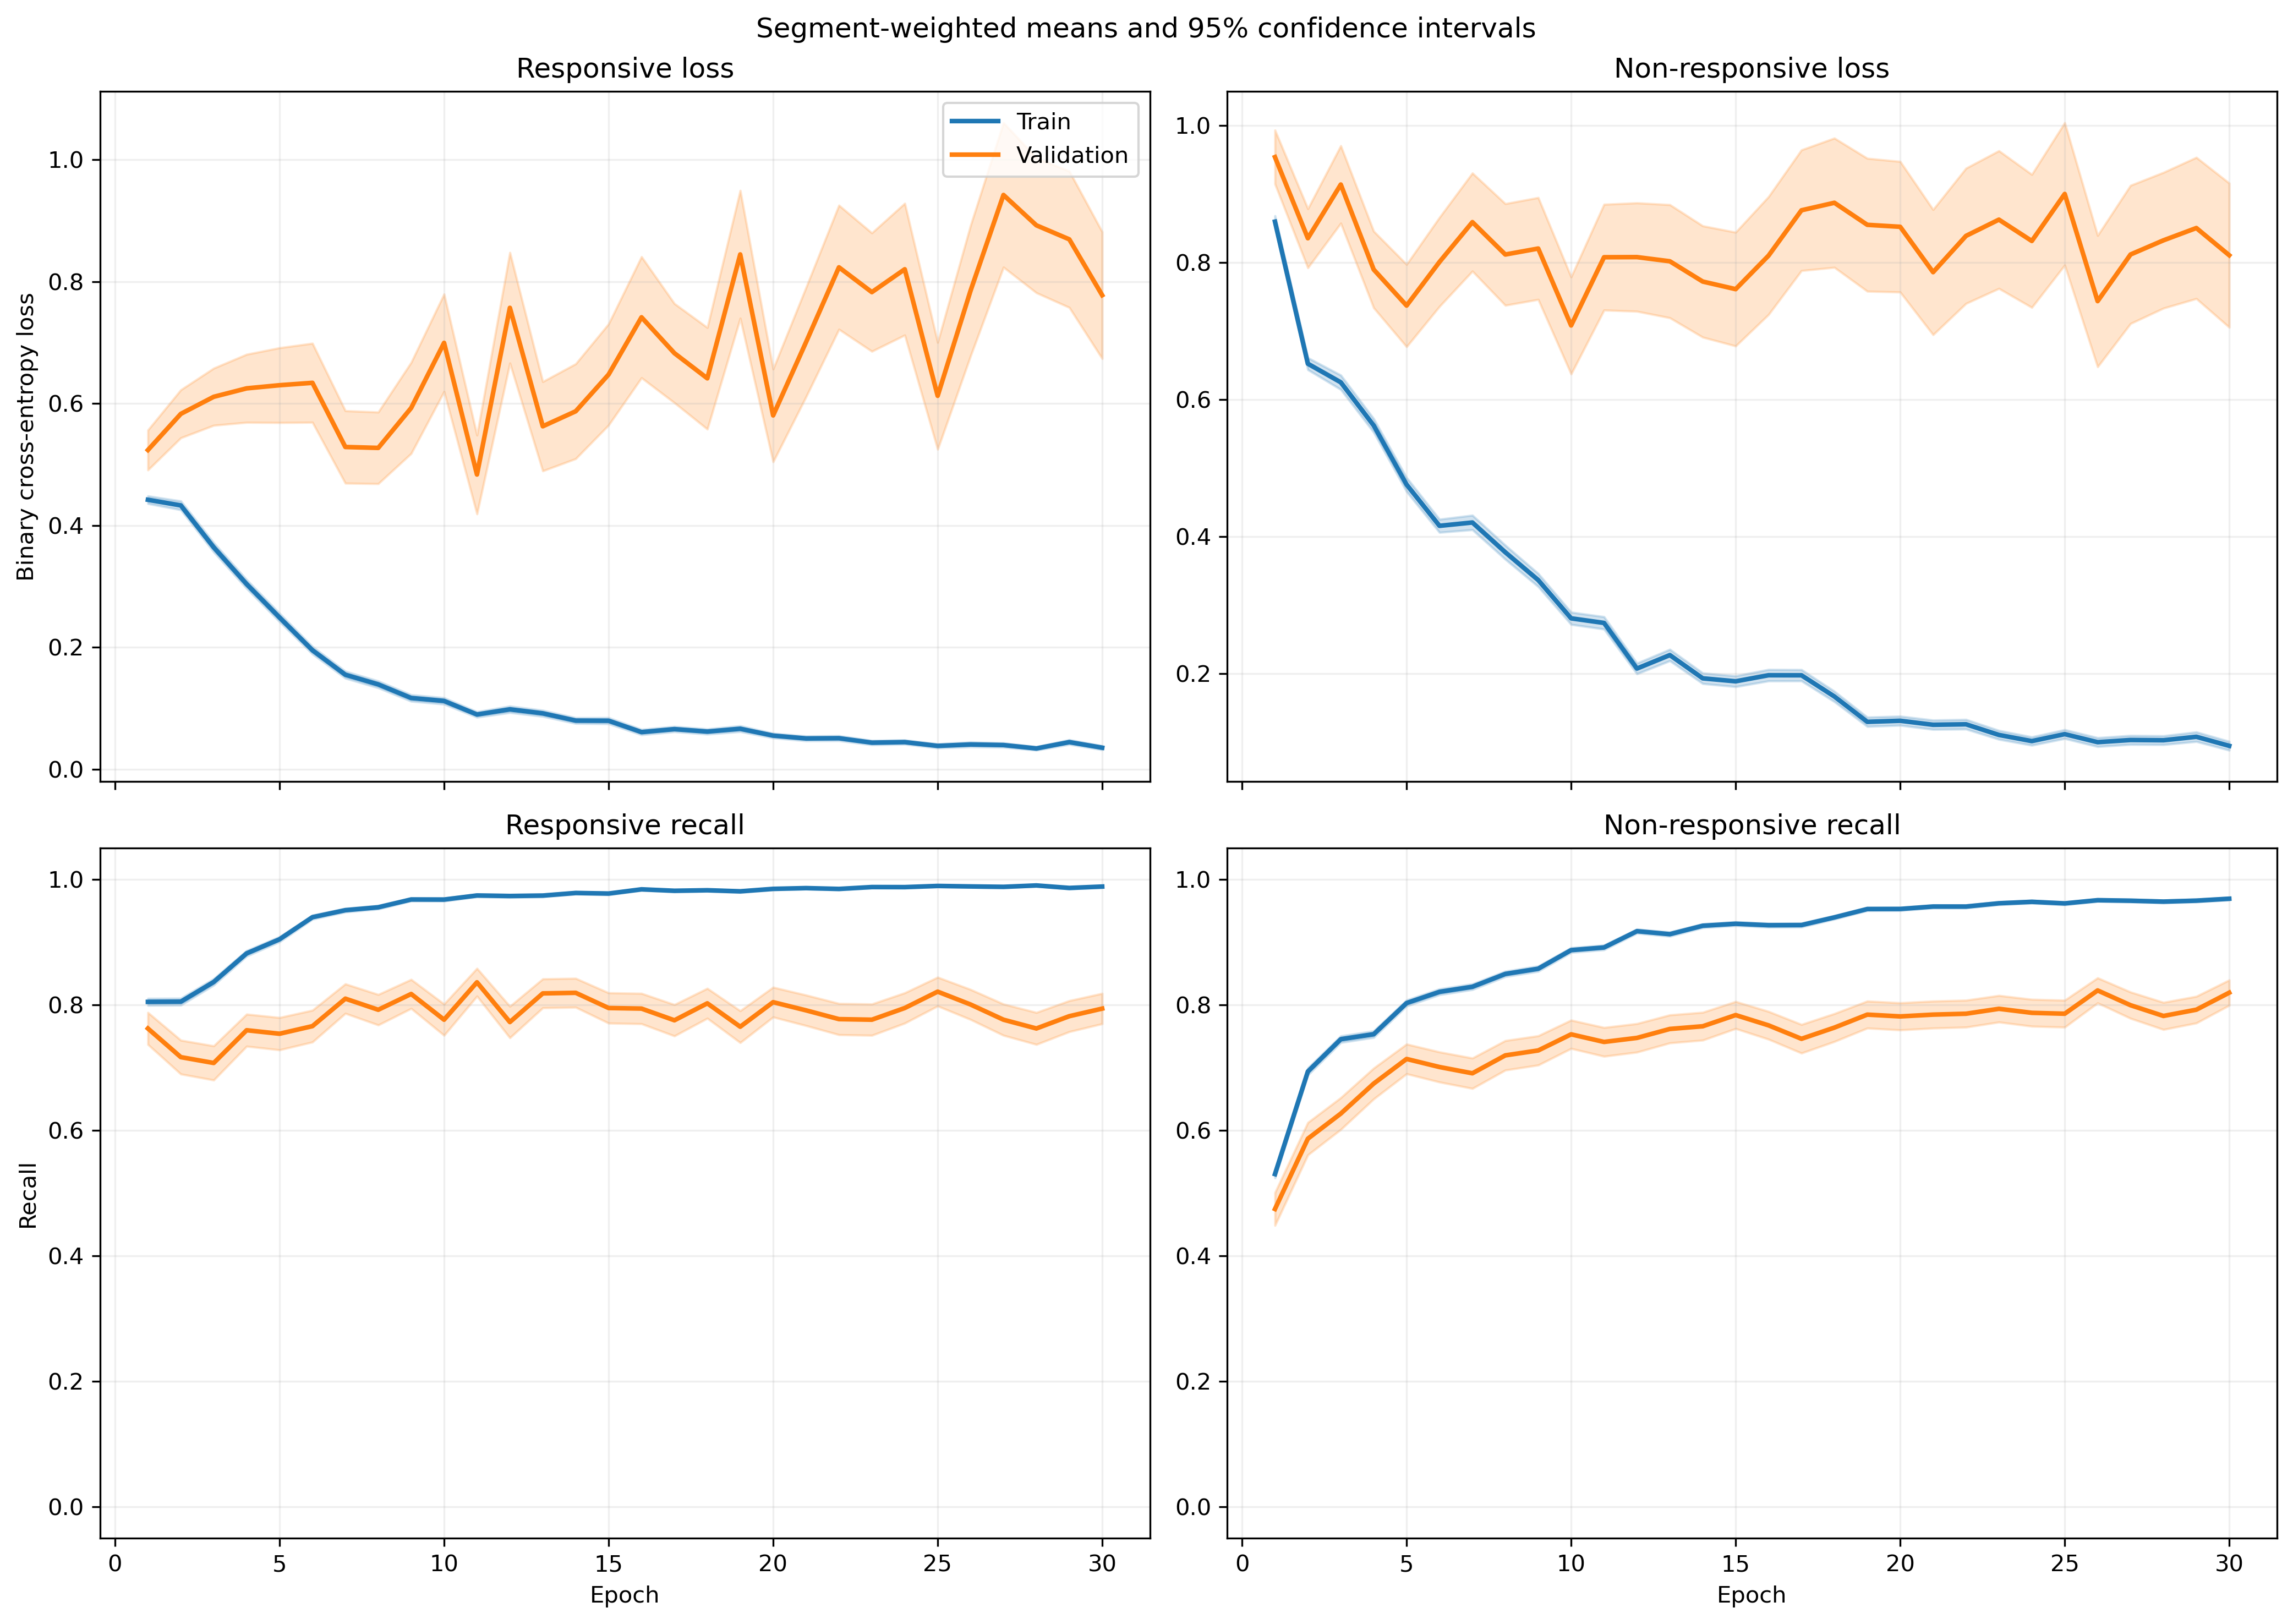 Segment-weighted means and 95% confidence intervals
Responsive loss
Non-responsive loss
Train
Validation
Binary cross-entropy loss
1.0
0.8
0.6
0.4
0.2
0.0
1.0
0.8
0.6
0.4
0.2
Responsive recall
Non-responsive recall
Recall
1.0
0.8
0.6
0.4
0.2
0.0
0 5 10 15 20 25 30
Epoch
1.0
0.8
0.6
0.4
0.2
0.0
0 5 10 15 20 25 30
Epoch